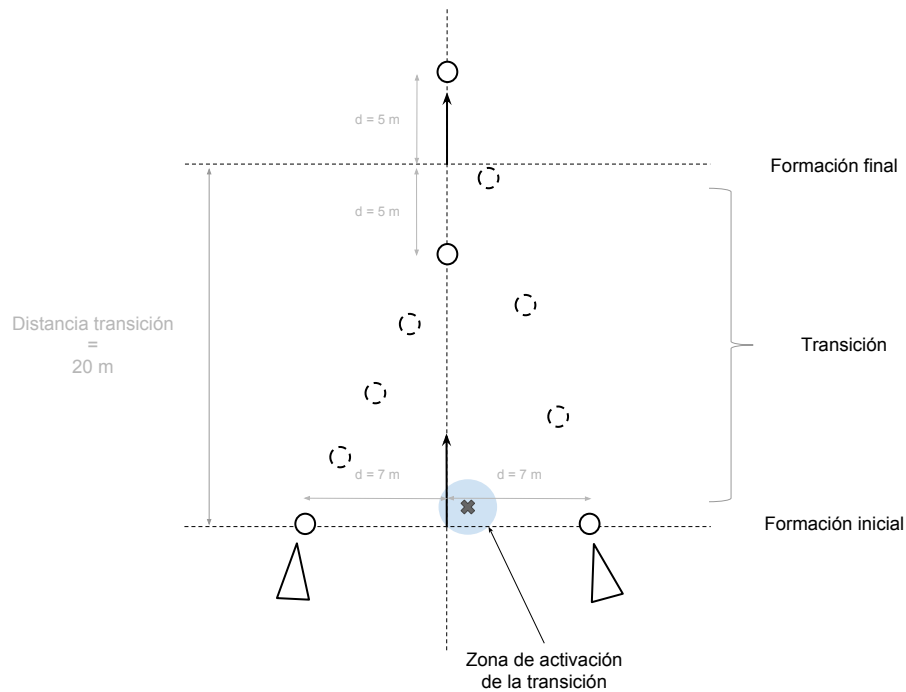 d = 5 m
Formación final
d = 5 m
Distancia transición
=
20 m
Transición
d = 7 m
d = 7 m
Formación inicial
Zona de activación
de la transición